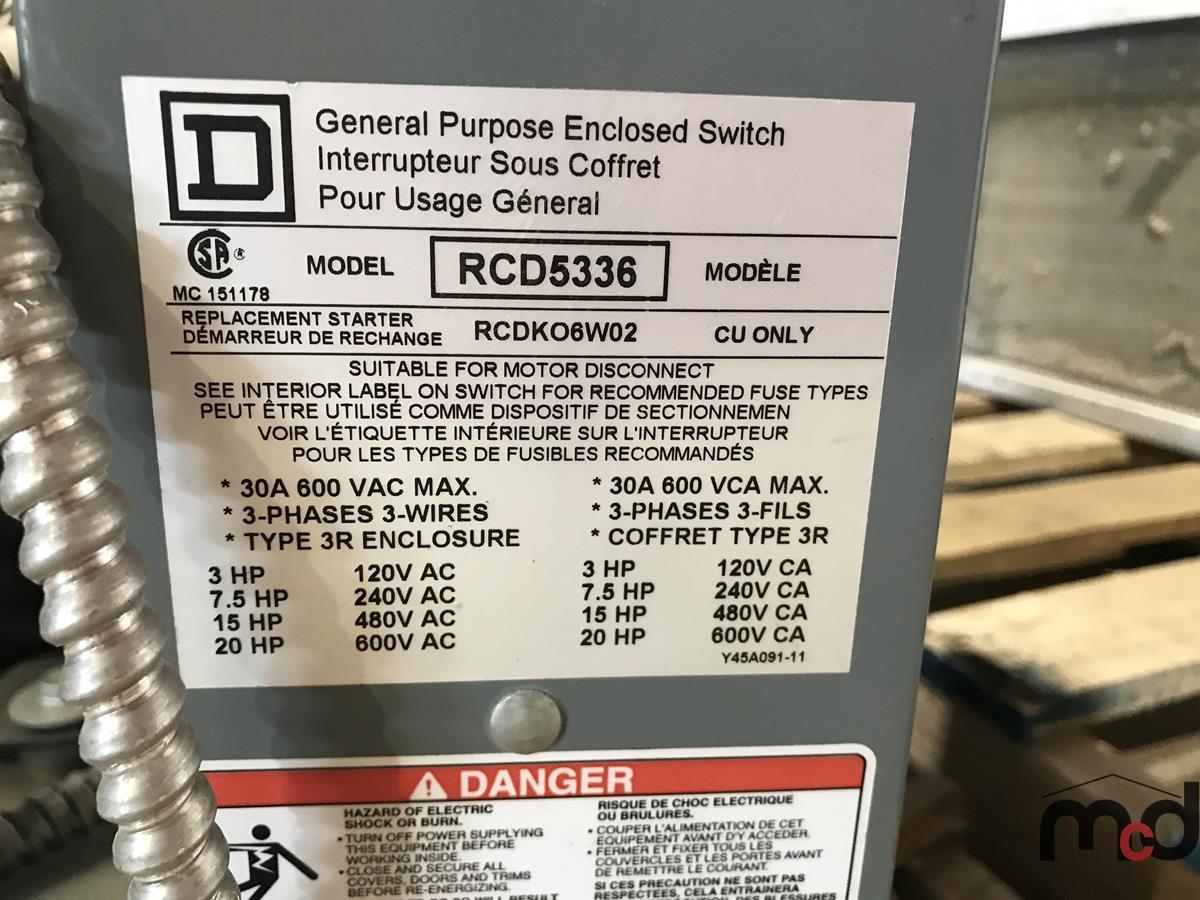 D
General Purpose Enclosed Switch
Interrupteur Sous Coffret
Pour Usage Général
SA ®
MC 151178
MODEL RCD5336 MODÈLE
REPLACEMENT STARTER
DÉMARREUR DE RECHANGE RCDKO6W02 CU ONLY
SUITABLE FOR MOTOR DISCONNECT
SEE INTERIOR LABEL ON SWITCH FOR RECOMMENDED FUSE TYPES
PEUT ÊTRE UTILISÉ COMME DISPOSITIF DE SECTIONNEMEN
VOIR L'ÉTIQUETTE INTÉRIEURE SUR L'INTERRUPTEUR
POUR LES TYPES DE FUSIBLES RECOMMANDÉS
* 30A 600 VAC MAX.
* 3-PHASES 3-WIRES
* TYPE 3R ENCLOSURE
3 HP 120V AC
7.5 HP 240V AC
15 HP 480V AC
20 HP 600V AC
* 30A 600 VCA MAX.
* 3-PHASES 3-FILS
* COFFRET TYPE 3R
3 HP 120V CA
7.5 HP 240V CA
15 HP 480V CA
20 HP 600V CA
Y45A091-11
DANGER
HAZARD OF ELECTRIC
SHOCK OR BURN.
• TURN OFF POWER SUPPLYING
THIS EQUIPMENT BEFORE
WORKING INSIDE.
• CLOSE AND SECURE ALL
COVERS, DOORS AND TRIMS
BEFORE RE-ENERGIZING.
WILL RESULT
RISQUE DE CHOC ELECTRIQUE
OU BRULURES.
• COUPER L'ALIMENTATION DE CET
EQUIPEMENT AVANT D'Y ACCEDER.
• FERMER ET FIXER TOUS LES
COUVERCLES ET LES PORTES AVANT
DE REMETTRE LE COURANT.
SI CES PRECAUTION NE SONT PAS
RESPECTEES, CELA ENTRAINERA
DES BLESSURES
mcd